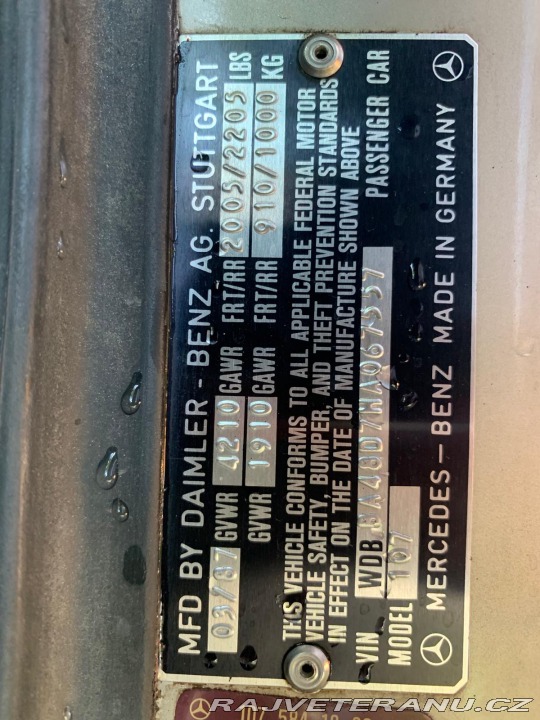 MFD BY DAIMLER - BENZ AG. STUTTGART
03/87 GVWR 4210 GAWR FRT/RR 2005/2205 LBS
GVWR 1910 GAWR FRT/RR 910/1000 KG
THIS VEHICLE CONFORMS TO ALL APPLICABLE FEDERAL MOTOR
VEHICLE SAFETY, BUMPER, AND THEFT PREVENTION STANDARDS
IN EFFECT ON THE DATE OF MANUFACTURE SHOWN ABOVE
VIN WDB BA48D7HA067557
MODEL 107 PASSENGER CAR
MERCEDES - BENZ MADE IN GERMANY
107 584
RAJVETERANU.CZ